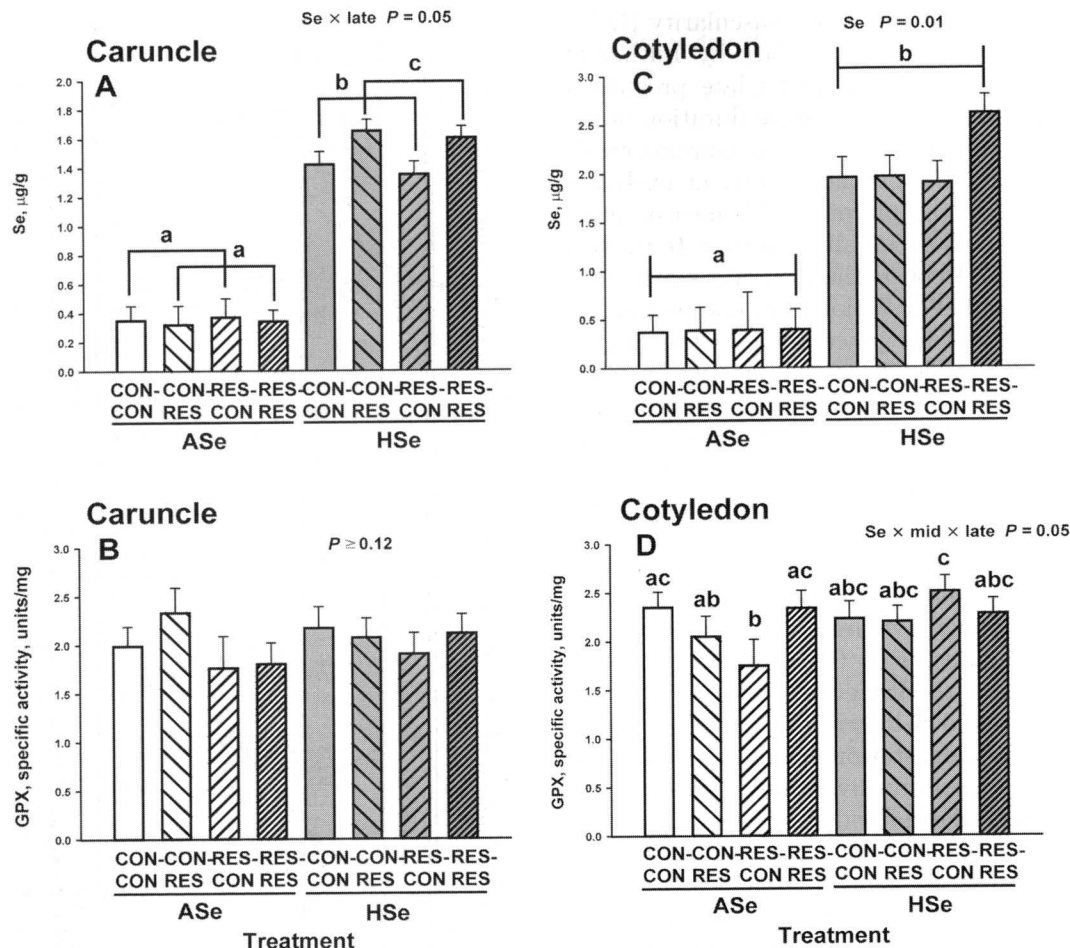 Se × late P = 0.05
Caruncle
A
Se, µg/g
2.0
1.8
1.6
1.4
1.2
1.0
0.8
0.6
0.4
0.2
0.0
a
a
b
c
CON-CON-RES-RES-CON-CON-RES-RES-
CON RES CON RES CON RES CON RES
ASe
HSe
Se P = 0.01
Cotyledon
C
Se, µg/g
3.0
2.5
2.0
1.5
1.0
0.5
0.0
a
b
CON-CON-RES-RES-CON-CON-RES-RES-
CON RES CON RES CON RES CON RES
ASe
HSe
Caruncle
B
P ≥ 0.12
GPX, specific activity, units/mg
3.0
2.5
2.0
1.5
1.0
0.5
0.0
CON-CON-RES-RES-CON-CON-RES-RES-
CON RES CON RES CON RES CON RES
ASe
HSe
Treatment
Cotyledon
D
Se × mid × late P = 0.05
GPX, specific activity, units/mg
3.0
2.5
2.0
1.5
1.0
0.5
0.0
ac
ab
b
ac
abc
abc
c
abc
CON-CON-RES-RES-CON-CON-RES-RES-
CON RES CON RES CON RES CON RES
ASe
HSe
Treatment